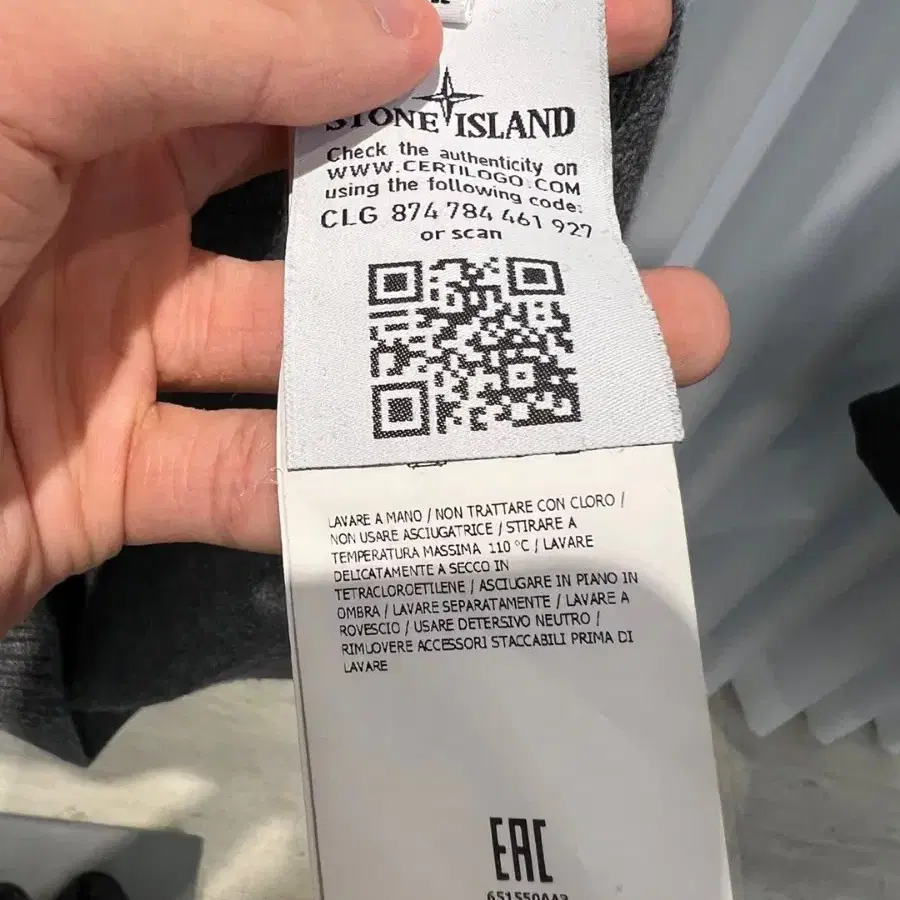 STONE ISLAND
Check the authenticity on
WWW.CERTILOGO.COM
using the following code:
CLG 874 784 461 927
or scan
LAVARE A MANO / NON TRATTARE CON CLORO /
NON USARE ASCIUGATRICE / STIRARE A
TEMPERATURA MASSIMA 110 °C / LAVARE
DELICATAMENTE A SECCO IN
TETRACLOROETILENE / ASCIUGARE IN PIANO IN
OMBRA / LAVARE SEPARATAMENTE / LAVARE A
ROVESCIO / USARE DETERSIVO NEUTRO /
RIMUOVERE ACCESSORI STACCABILI PRIMA DI
LAVARE
EAC